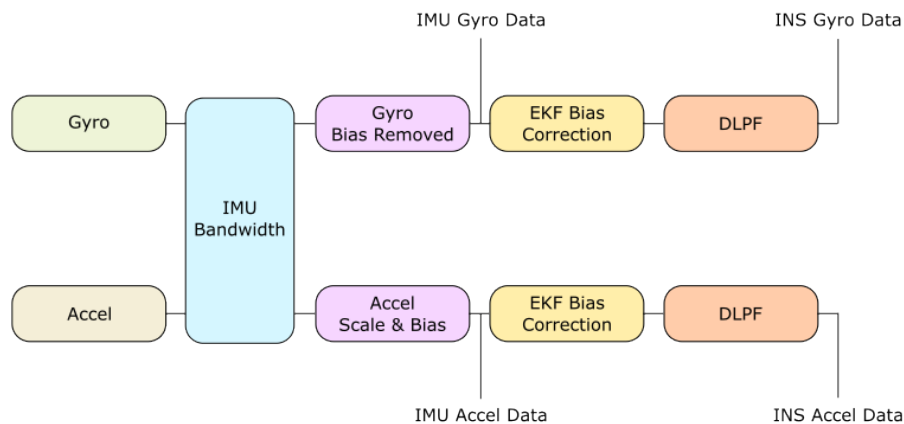 IMU Gyro Data
INS Gyro Data
Gyro
Gyro
Bias Removed
EKF Bias
Correction
DLPF
IMU
Bandwidth
Accel
Accel
Scale & Bias
EKF Bias
Correction
DLPF
IMU Accel Data
INS Accel Data